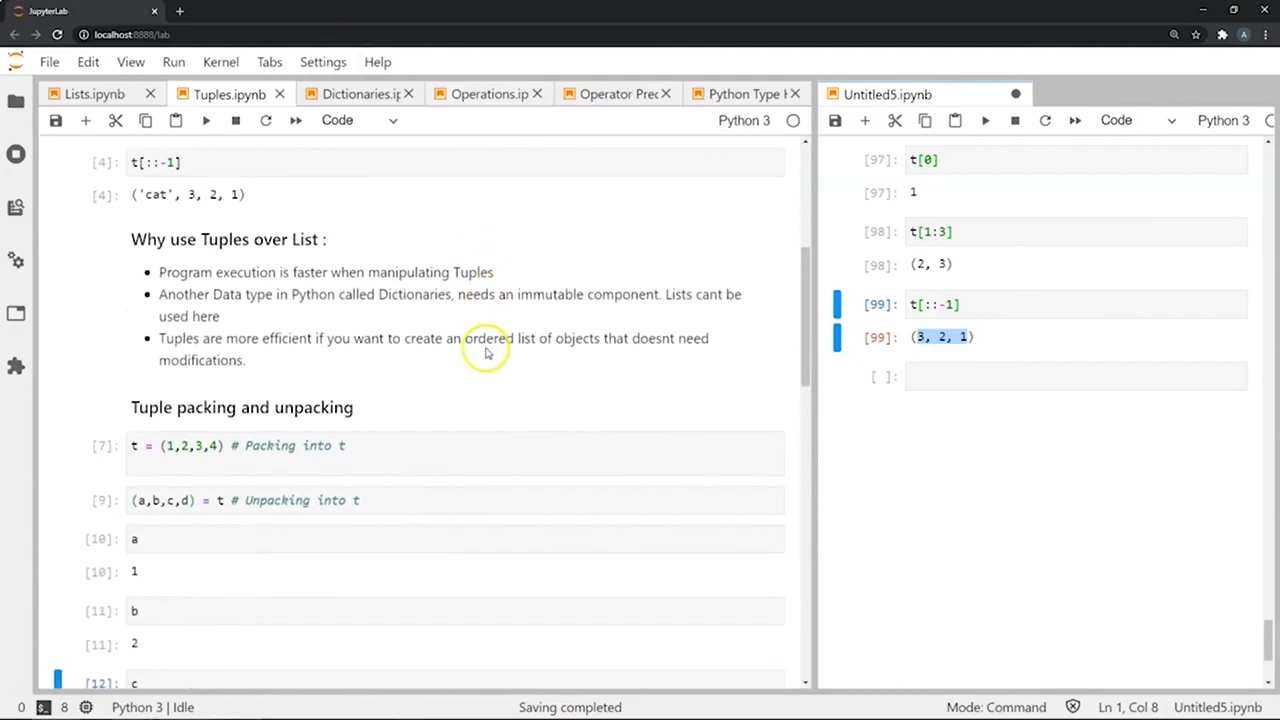 JupyterLab
localhost:8888/lab
A
File Edit View Run Kernel Tabs Settings Help
Lists.ipynb
Tuples.ipynb
Dictionaries.ip
Operations.ip
Operator Prec
Python Type H
Untitled5.ipynb
Code
Python 3
Code
Python 3
[4]: t[::-1]
[4]: ('cat', 3, 2, 1)
Why use Tuples over List :
• Program execution is faster when manipulating Tuples
• Another Data type in Python called Dictionaries, needs an immutable component. Lists cant be
used here
• Tuples are more efficient if you want to create an ordered list of objects that doesnt need
modifications.
Tuple packing and unpacking
[7]: t = (1,2,3,4) # Packing into t
[9]: (a,b,c,d) = t # Unpacking into t
[10]: a
[10]: 1
[11]: b
[11]: 2
[12]: c
[97]: t[0]
[97]: 1
[98]: t[1:3]
[98]: (2, 3)
[99]: t[::-1]
[99]: (3, 2, 1)
[ ]:
0 8 Python 3 | Idle Saving completed Mode: Command Ln 1, Col 8 Untitled5.ipynb